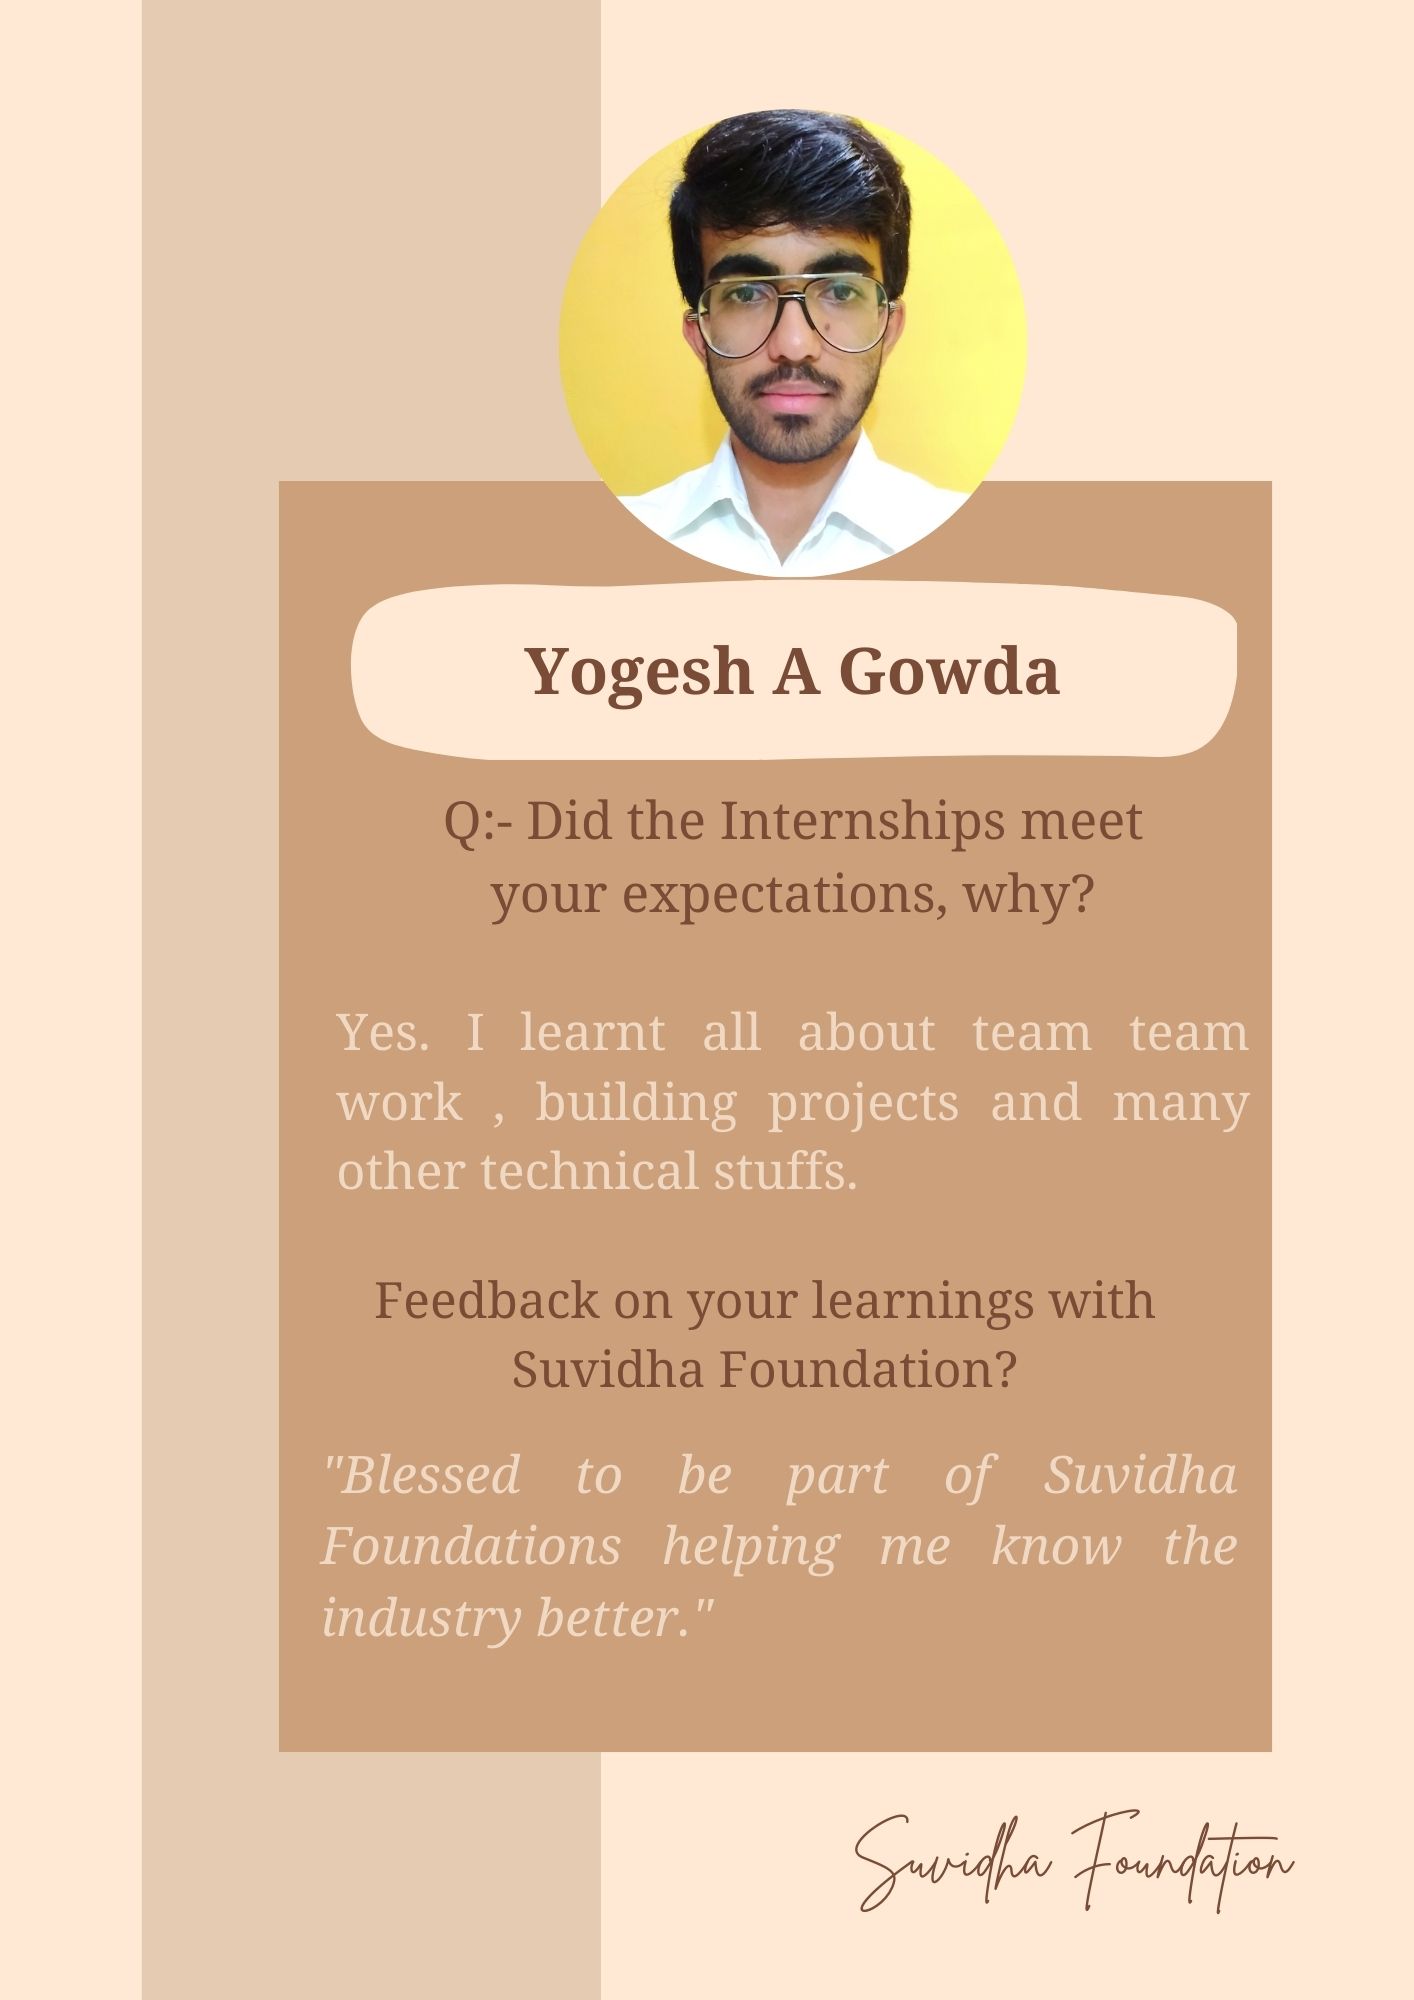 Yogesh A Gowda
Q:- Did the Internships meet
your expectations, why?
Yes. I learnt all about team team
work , building projects and many
other technical stuffs.
Feedback on your learnings with
Suvidha Foundation?
"Blessed to be part of Suvidha
Foundations helping me know the
industry better."
Suvidha Foundation